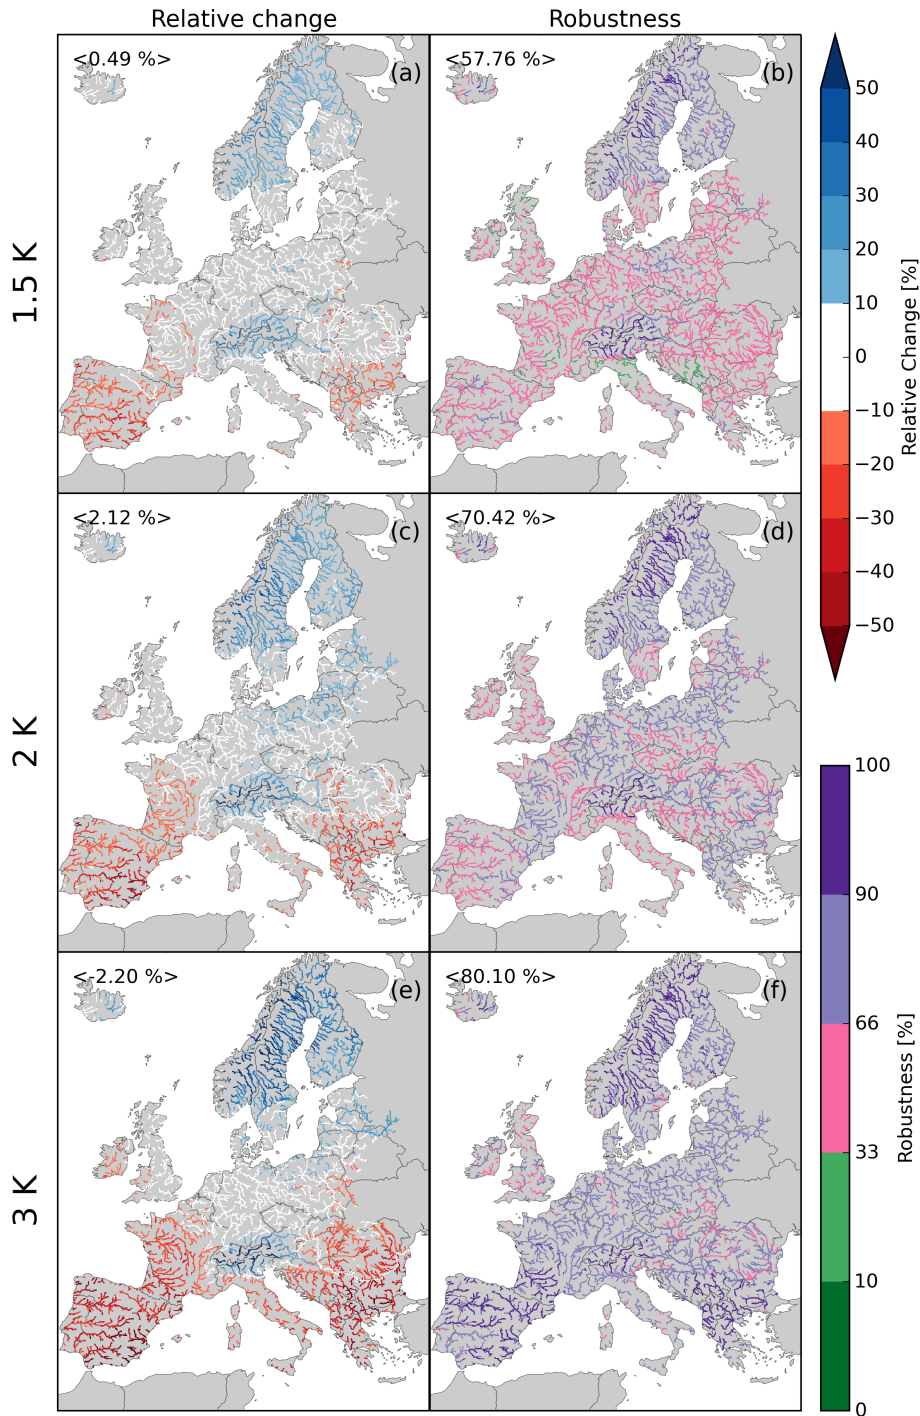 Relative change
Robustness
1.5 K
<0.49 %>
(a)
<57.76 %>
(b)
2 K
<2.12 %>
(c)
<70.42 %>
(d)
3 K
<-2.20 %>
(e)
<80.10 %>
(f)
50
40
30
20
10
0
−10
−20
−30
−40
−50
Relative Change [%]
100
90
66
33
10
0
Robustness [%]